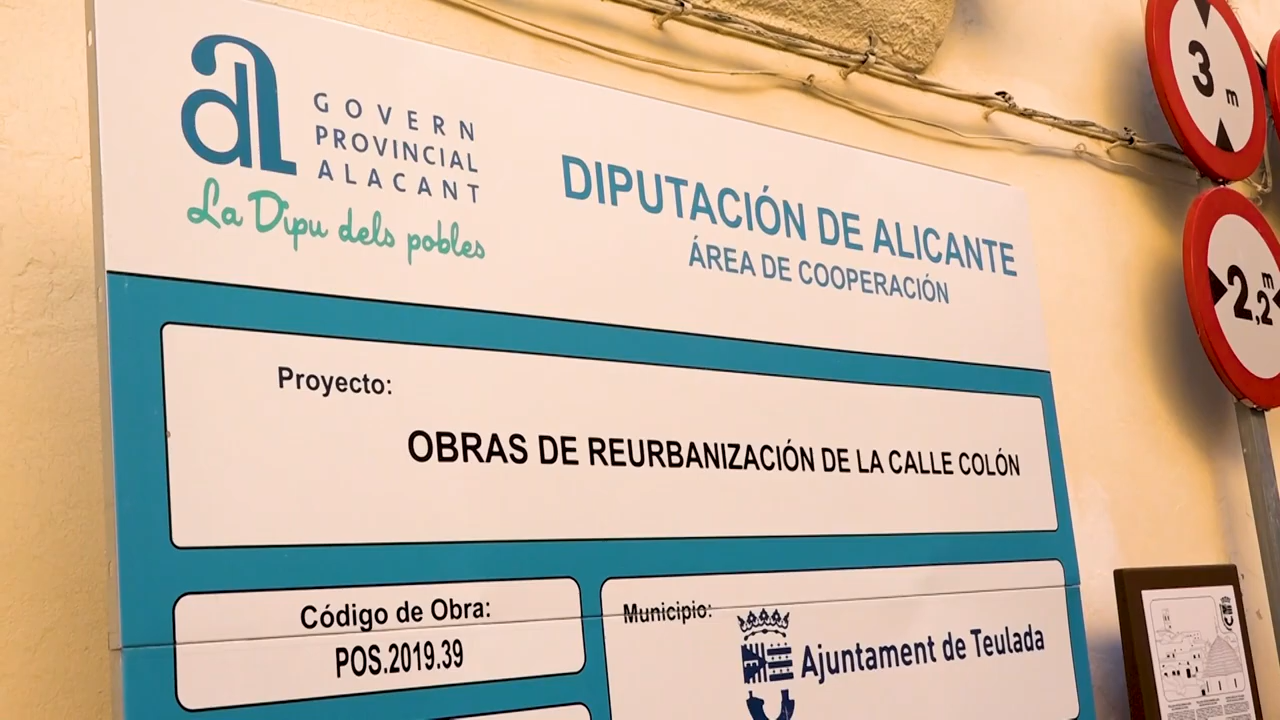 GOVERN
PROVINCIAL
ALACANT
La Dipu dels pobles
DIPUTACIÓN DE ALICANTE
ÁREA DE COOPERACIÓN
Proyecto:
OBRAS DE REURBANIZACIÓN DE LA CALLE COLÓN
Código de Obra:
POS.2019.39
Municipio:
Ajuntament de Teulada
3 m
2,2 m